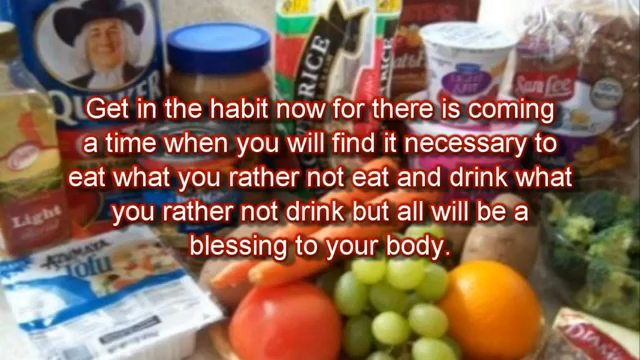 QUAKER
RICE
RICE
Sara Lee
Get in the habit now for there is coming
a time when you will find it necessary to
eat what you rather not eat and drink what
you rather not drink but all will be a
blessing to your body.
Light
Tofu